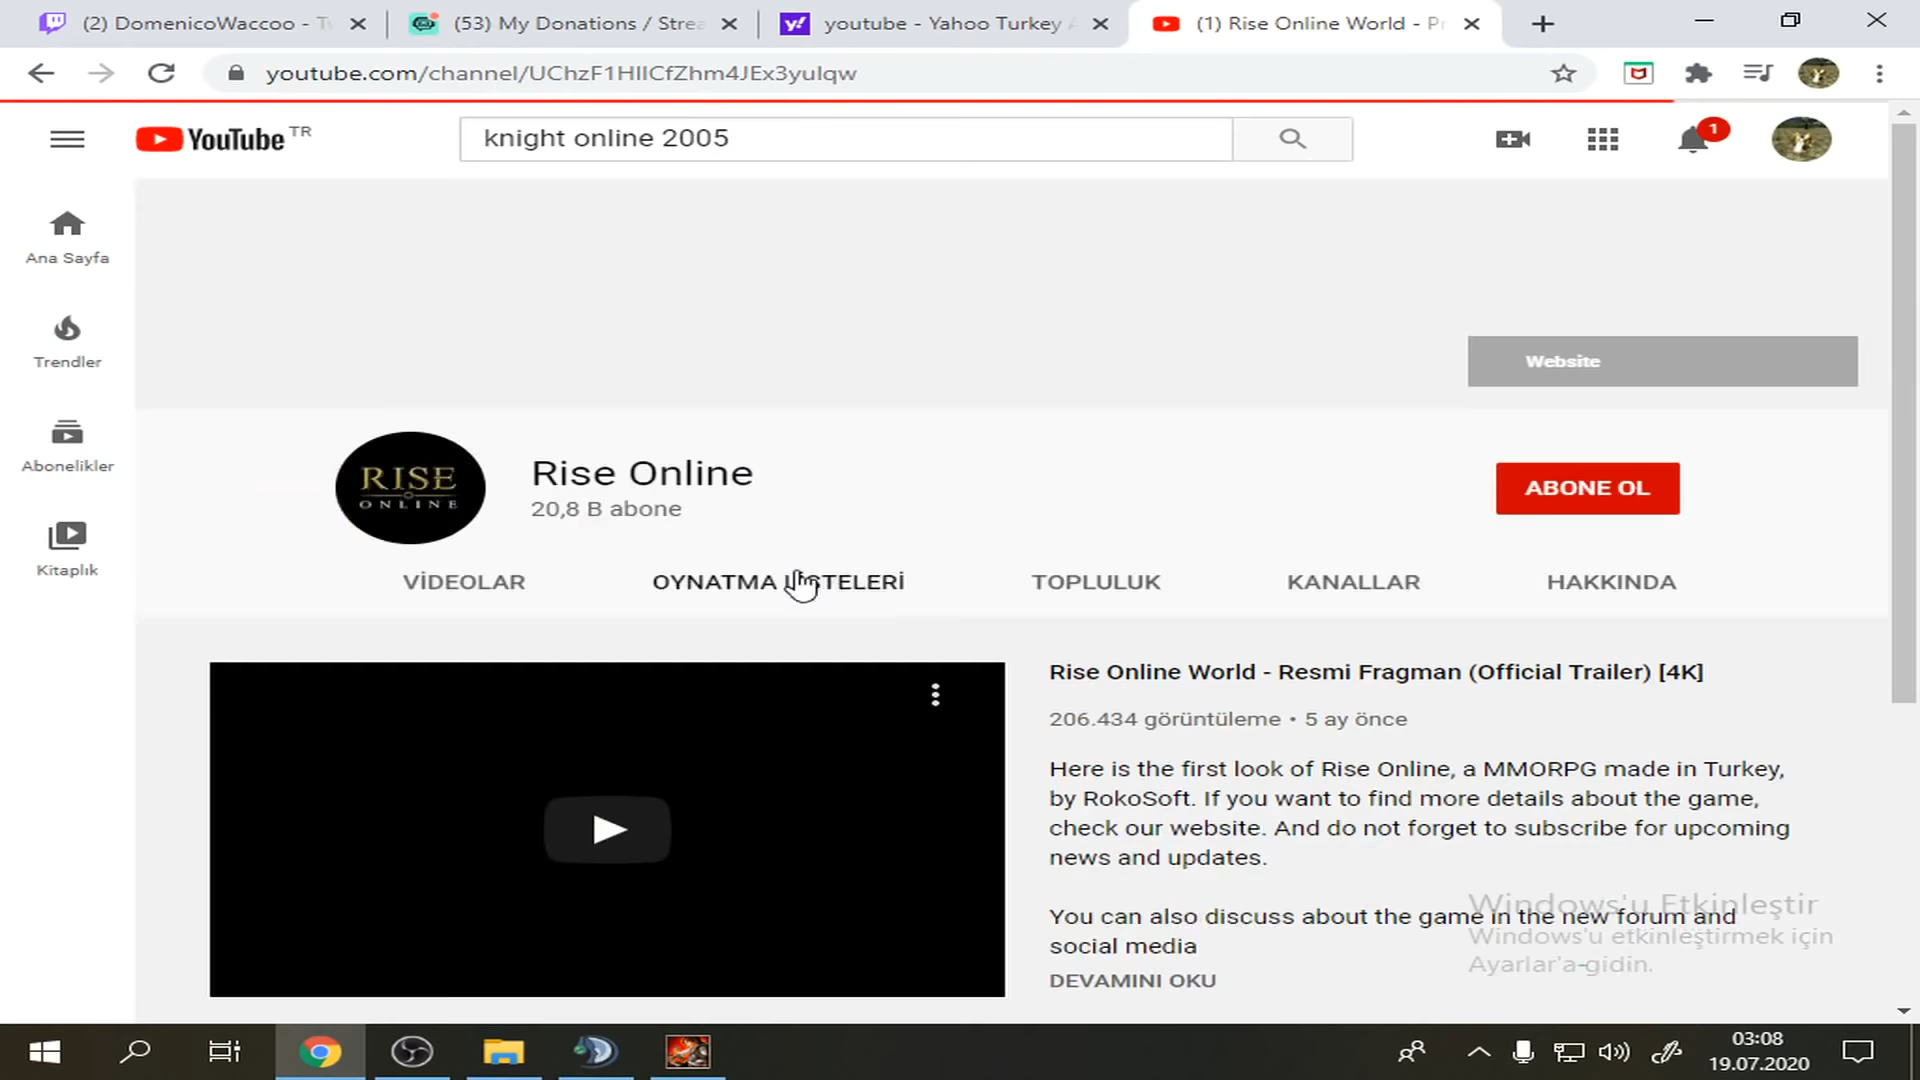 (2) DomenicoWaccoo - Tw
(53) My Donations / Strea
youtube - Yahoo Turkey A
(1) Rise Online World - Pr
youtube.com/channel/UChzF1HIlCfZhm4JEx3yuIqw
YouTube TR
knight online 2005
1
Ana Sayfa
Trendler
Abonelikler
Kitaplık
Website
RISE
ONLINE
Rise Online
20,8 B abone
ABONE OL
VİDEOLAR
OYNATMA LİSTELERİ
TOPLULUK
KANALLAR
HAKKINDA
Rise Online World - Resmi Fragman (Official Trailer) [4K]
206.434 görüntüleme • 5 ay önce
Here is the first look of Rise Online, a MMORPG made in Turkey,
by RokoSoft. If you want to find more details about the game,
check our website. And do not forget to subscribe for upcoming
news and updates.
You can also discuss about the game in the new forum and
social media
DEVAMINI OKU
Windows'u Etkinleştir
Windows'u etkinleştirmek için
Ayarlar'a gidin.
03:08
19.07.2020